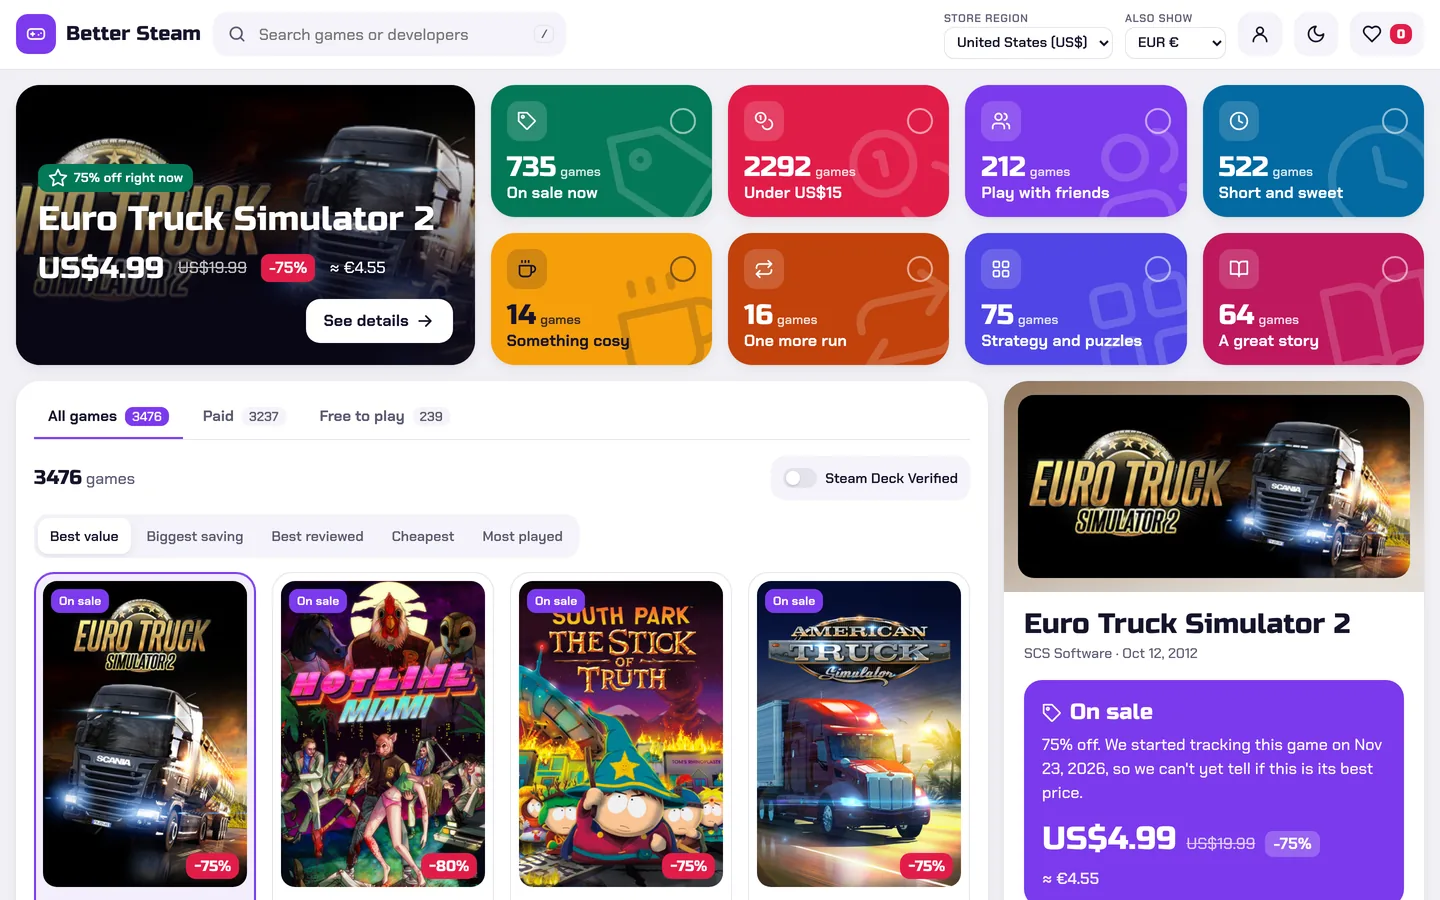 Better Steam
Search games or developers
/
STORE REGION
United States (US$)
ALSO SHOW
EUR €
0
75% off right now
Euro Truck Simulator 2
US$4.99 US$19.99 -75% ≈ €4.55
See details →
735 games
On sale now
2292 games
Under US$15
212 games
Play with friends
522 games
Short and sweet
14 games
Something cosy
16 games
One more run
75 games
Strategy and puzzles
64 games
A great story
All games 3476
Paid 3237
Free to play 239
3476 games
Steam Deck Verified
Best value
Biggest saving
Best reviewed
Cheapest
Most played
On sale
EURO TRUCK
SIMULATOR 2
SCANIA
-75%
On sale
HOTLINE
MIAMI
-80%
On sale
SOUTH PARK
THE STICK
OF
TRUTH
-75%
On sale
AMERICAN
TRUCK
Simulator
-75%
EURO TRUCK
SIMULATOR 2
SCANIA
Euro Truck Simulator 2
SCS Software · Oct 12, 2012
On sale
75% off. We started tracking this game on Nov
23, 2026, so we can't yet tell if this is its best
price.
US$4.99 US$19.99 -75%
≈ €4.55